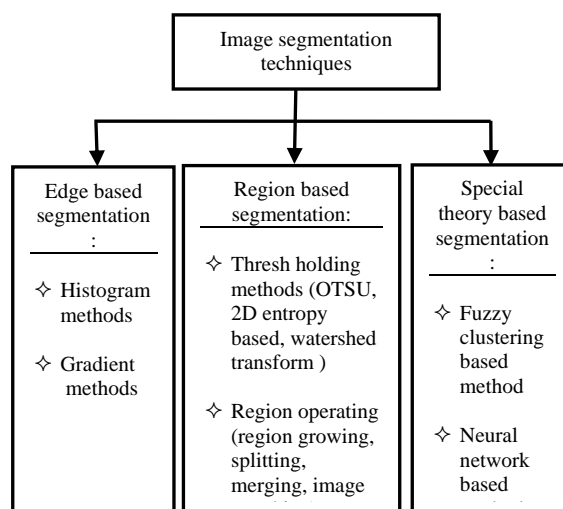 Image segmentation
techniques
Edge based
segmentation
:
✧ Histogram
methods
✧ Gradient
methods
Region based
segmentation:
✧ Thresh holding
methods (OTSU,
2D entropy
based, watershed
transform )
✧ Region operating
(region growing,
splitting,
merging, image
Special
theory based
segmentation
:
✧ Fuzzy
clustering
based
method
✧ Neural
network
based